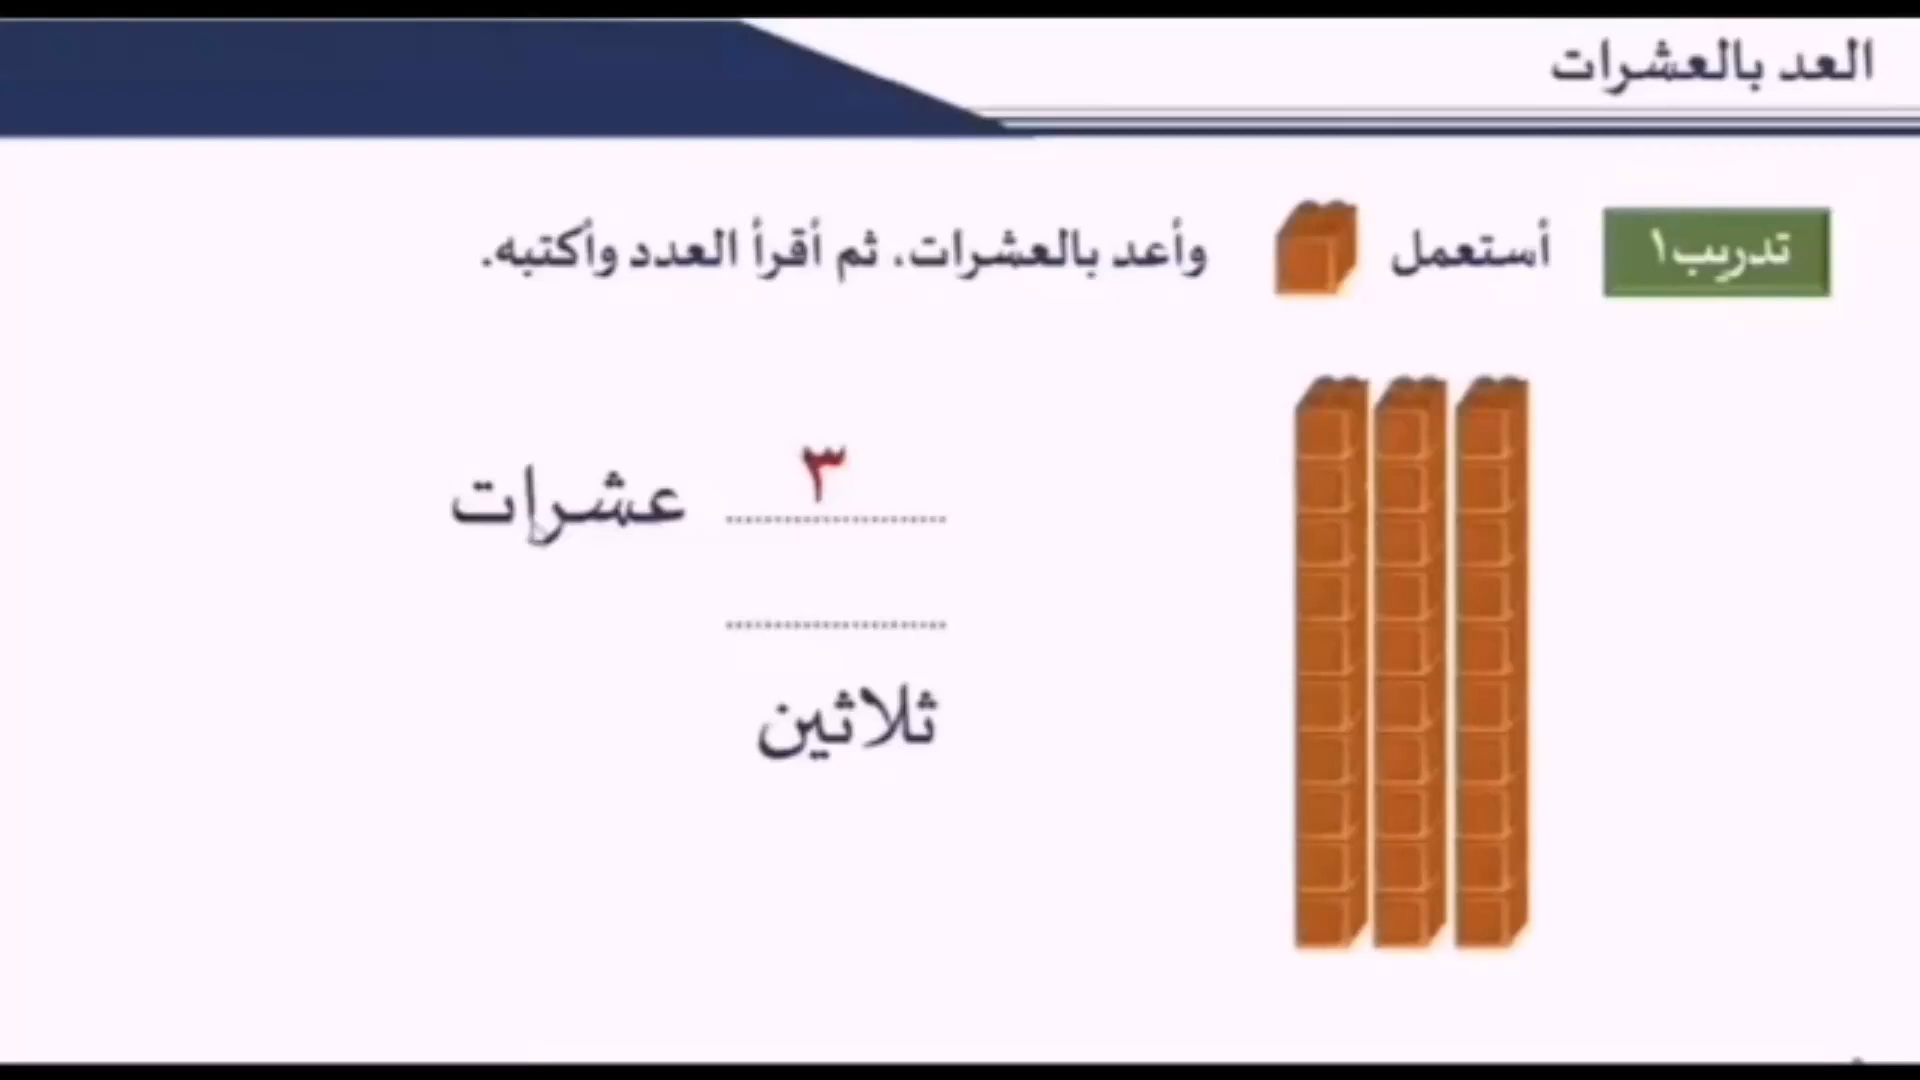 العد بالعشرات
تدريب١ أستعمل وأعد بالعشرات، ثم أقرأ العدد وأكتبه.
٣ عشرات
ثلاثين